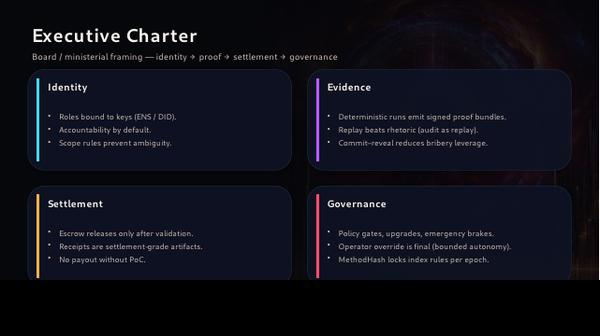 Executive Charter
Board / ministerial framing — identity → proof → settlement → governance
Identity
• Roles bound to keys (ENS / DID).
• Accountability by default.
• Scope rules prevent ambiguity.
Evidence
• Deterministic runs emit signed proof bundles.
• Replay beats rhetoric (audit as replay).
• Commit–reveal reduces bribery leverage.
Settlement
• Escrow releases only after validation.
• Receipts are settlement-grade artifacts.
• No payout without PoC.
Governance
• Policy gates, upgrades, emergency brakes.
• Operator override is final (bounded autonomy).
• MethodHash locks index rules per epoch.